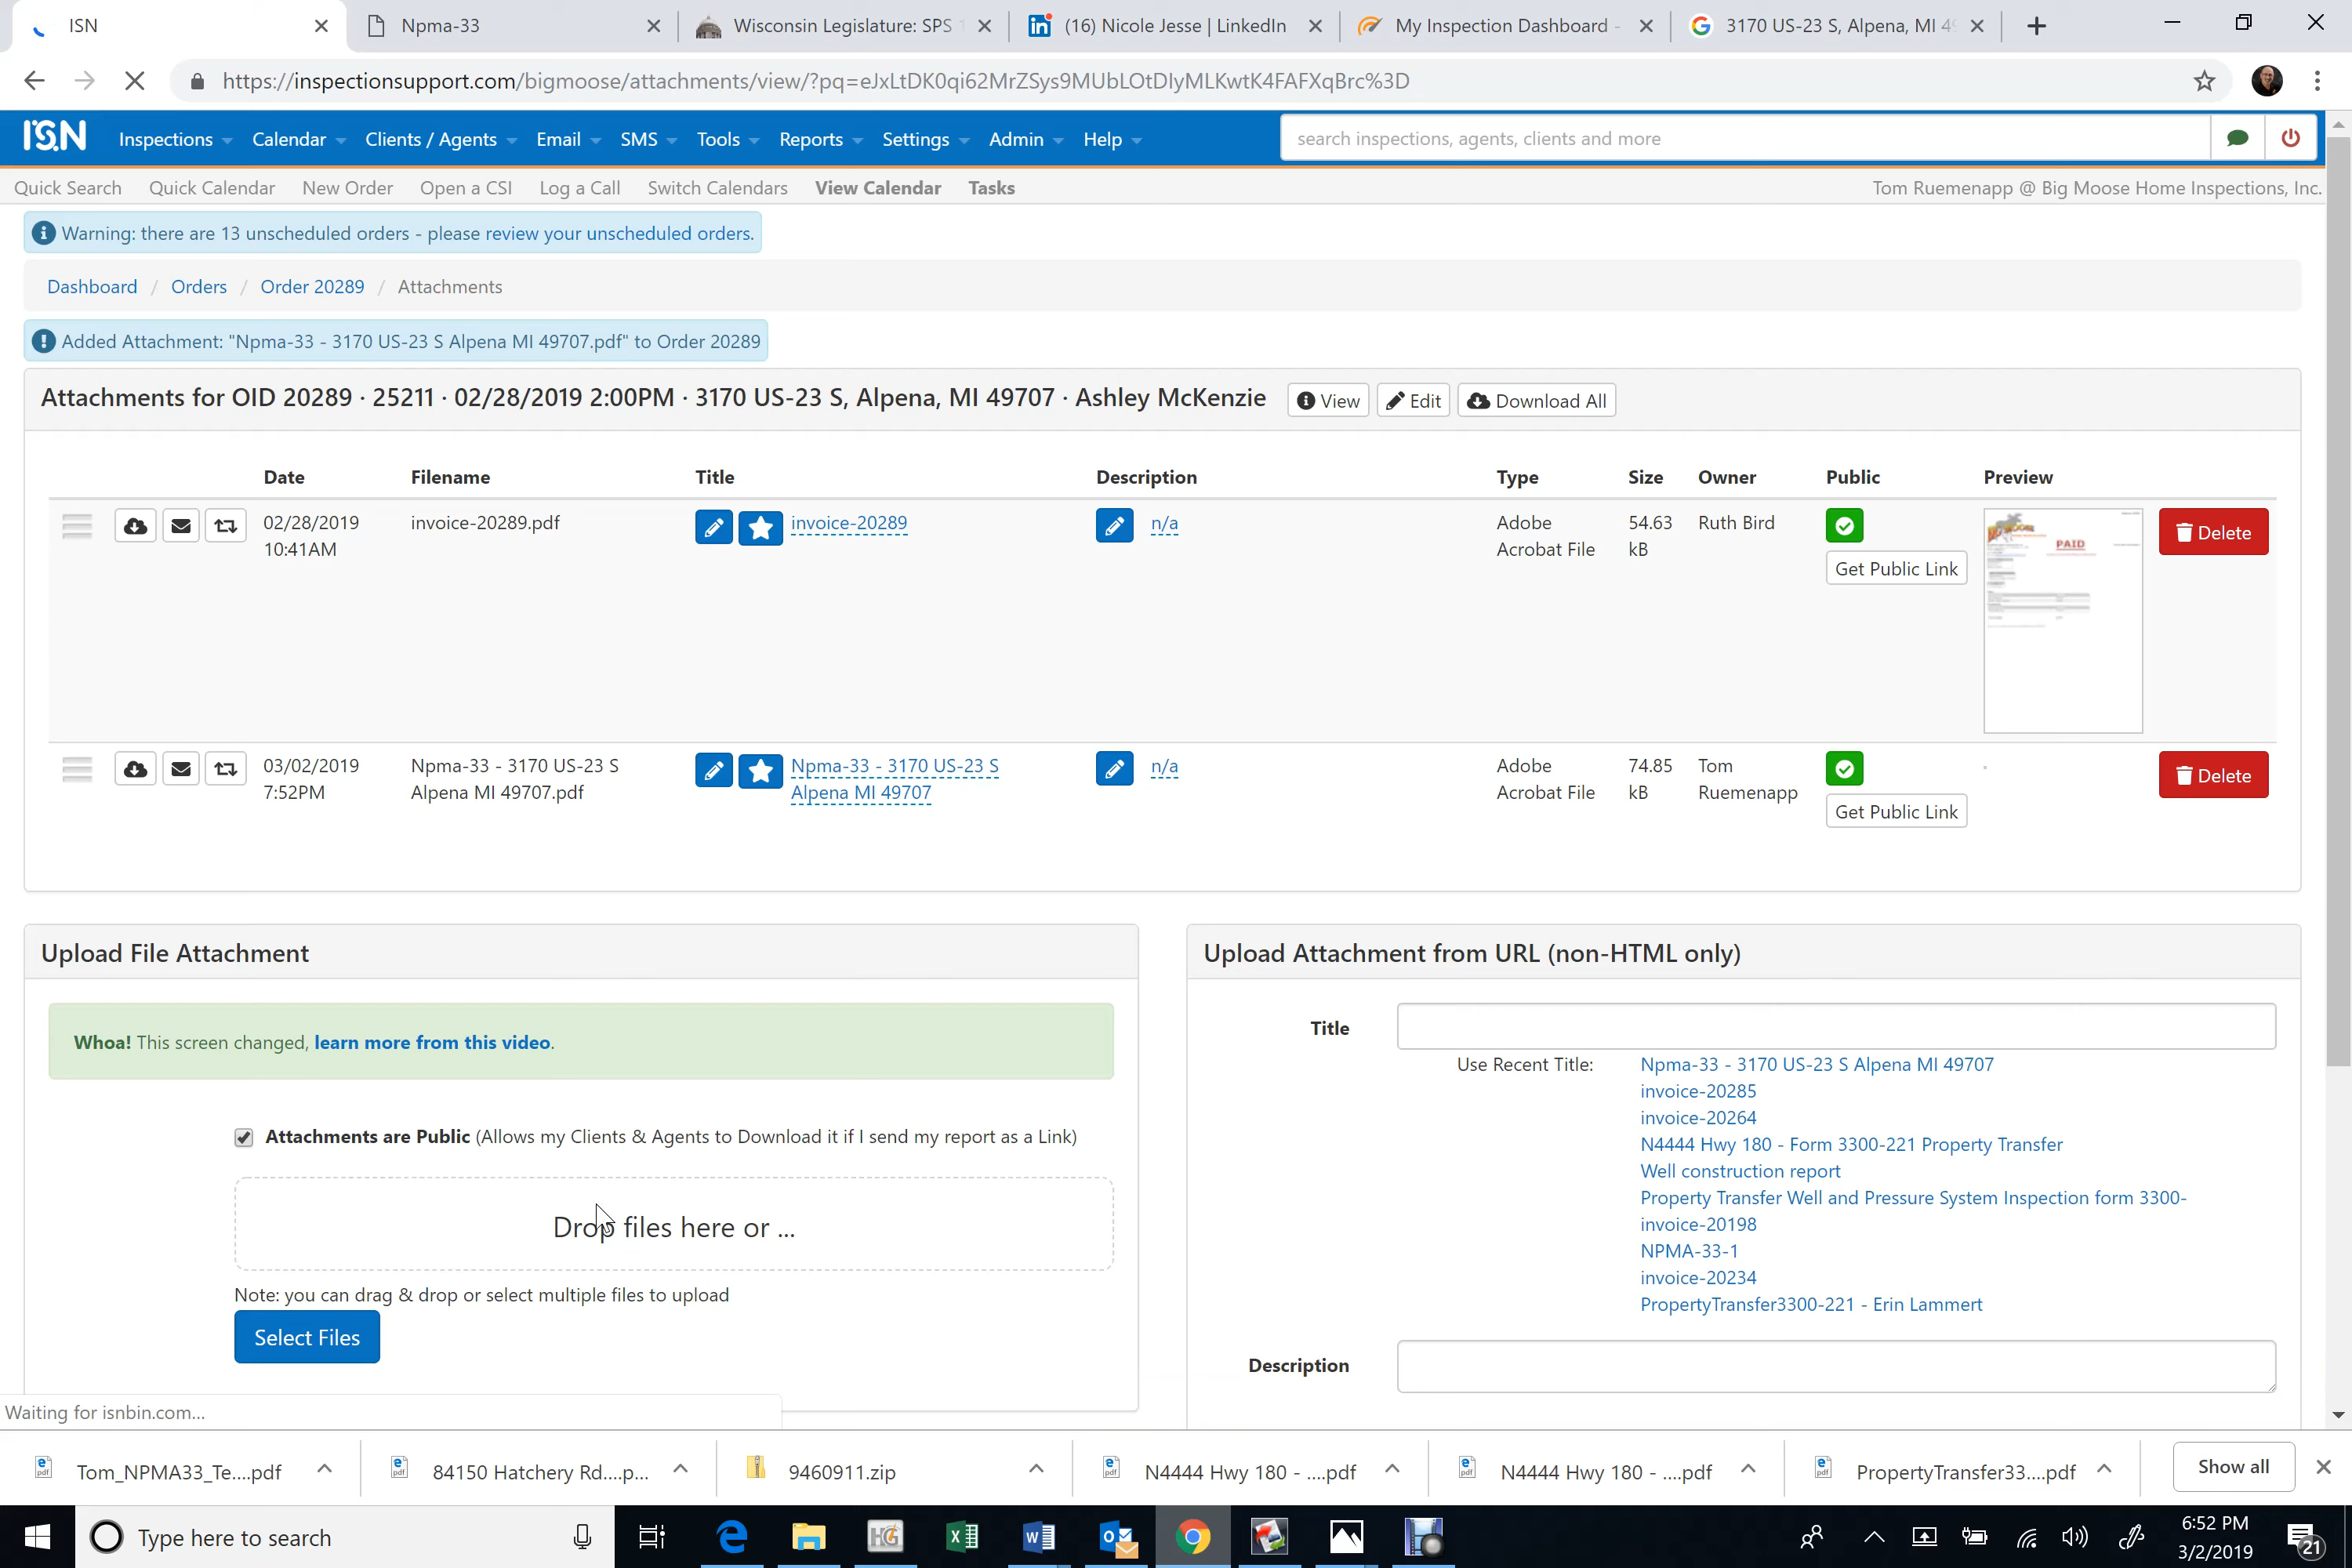 ISN
Npma-33
Wisconsin Legislature: SPS
(16) Nicole Jesse | LinkedIn
My Inspection Dashboard -
3170 US-23 S, Alpena, MI 49
https://inspectionsupport.com/bigmoose/attachments/view/?pq=eJxLtDK0qi62MrZSys9MUbLOtDIyMLKwtK4FAFXqBrc%3D
ISN
Inspections
Calendar
Clients / Agents
Email
SMS
Tools
Reports
Settings
Admin
Help
search inspections, agents, clients and more
Quick Search
Quick Calendar
New Order
Open a CSI
Log a Call
Switch Calendars
View Calendar
Tasks
Tom Ruemenapp @ Big Moose Home Inspections, Inc.
Warning: there are 13 unscheduled orders - please review your unscheduled orders.
Dashboard / Orders / Order 20289 / Attachments
Added Attachment: "Npma-33 - 3170 US-23 S Alpena MI 49707.pdf" to Order 20289
Attachments for OID 20289 · 25211 · 02/28/2019 2:00PM · 3170 US-23 S, Alpena, MI 49707 · Ashley McKenzie
View
Edit
Download All
Date
Filename
Title
Description
Type
Size
Owner
Public
Preview
02/28/2019
10:41AM
invoice-20289.pdf
invoice-20289
n/a
Adobe
Acrobat File
54.63
kB
Ruth Bird
Get Public Link
PAID
Delete
03/02/2019
7:52PM
Npma-33 - 3170 US-23 S
Alpena MI 49707.pdf
Npma-33 - 3170 US-23 S
Alpena MI 49707
n/a
Adobe
Acrobat File
74.85
kB
Tom
Ruemenapp
Get Public Link
Delete
Upload File Attachment
Whoa! This screen changed, learn more from this video.
Attachments are Public (Allows my Clients & Agents to Download it if I send my report as a Link)
Drop files here or ...
Note: you can drag & drop or select multiple files to upload
Select Files
Upload Attachment from URL (non-HTML only)
Title
Use Recent Title:
Npma-33 - 3170 US-23 S Alpena MI 49707
invoice-20285
invoice-20264
N4444 Hwy 180 - Form 3300-221 Property Transfer
Well construction report
Property Transfer Well and Pressure System Inspection form 3300-
invoice-20198
NPMA-33-1
invoice-20234
PropertyTransfer3300-221 - Erin Lammert
Description
Waiting for isnbin.com...
Tom_NPMA33_Te....pdf
84150 Hatchery Rd....p...
9460911.zip
N4444 Hwy 180 - ....pdf
N4444 Hwy 180 - ....pdf
PropertyTransfer33....pdf
Show all
Type here to search
6:52 PM
3/2/2019
21